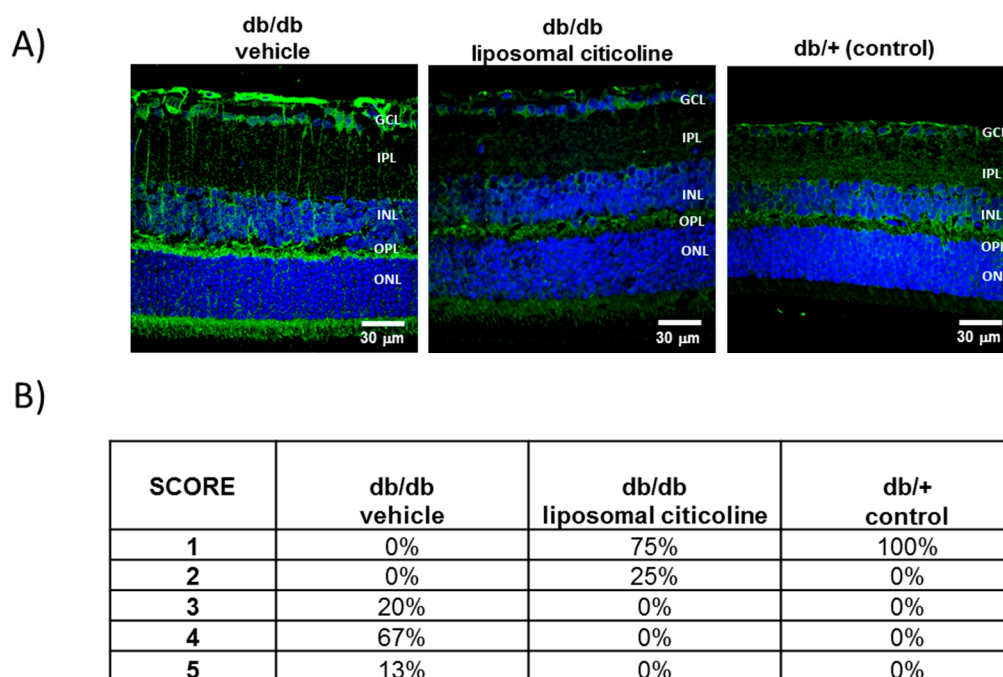 A)
db/db
vehicle
db/db
liposomal citicoline
db/+ (control)
GCL
IPL
INL
OPL
ONL
30 µm
GCL
IPL
INL
OPL
ONL
30 µm
GCL
IPL
INL
OPL
ONL
30 µm
B)
SCORE db/db vehicle db/db liposomal citicoline db/+ control
1 0% 75% 100%
2 0% 25% 0%
3 20% 0% 0%
4 67% 0% 0%
5 13% 0% 0%